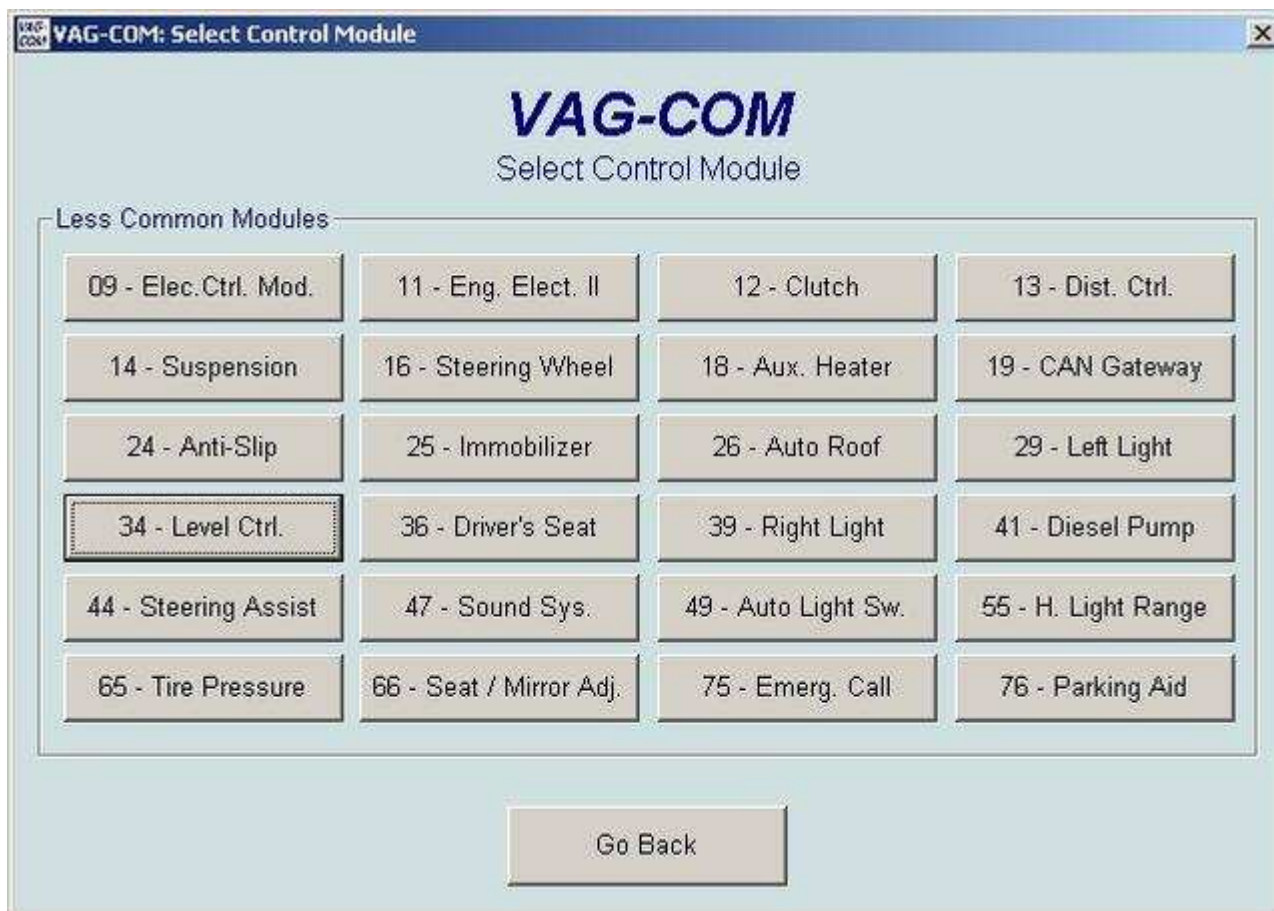 VAG-COM: Select Control Module
VAG-COM
Select Control Module
Less Common Modules
09 - Elec.Ctrl. Mod.
11 - Eng. Elect. II
12 - Clutch
13 - Dist. Ctrl.
14 - Suspension
16 - Steering Wheel
18 - Aux. Heater
19 - CAN Gateway
24 - Anti-Slip
25 - Immobilizer
26 - Auto Roof
29 - Left Light
34 - Level Ctrl.
36 - Driver's Seat
39 - Right Light
41 - Diesel Pump
44 - Steering Assist
47 - Sound Sys.
49 - Auto Light Sw.
55 - H. Light Range
65 - Tire Pressure
66 - Seat / Mirror Adj.
75 - Emerg. Call
76 - Parking Aid
Go Back